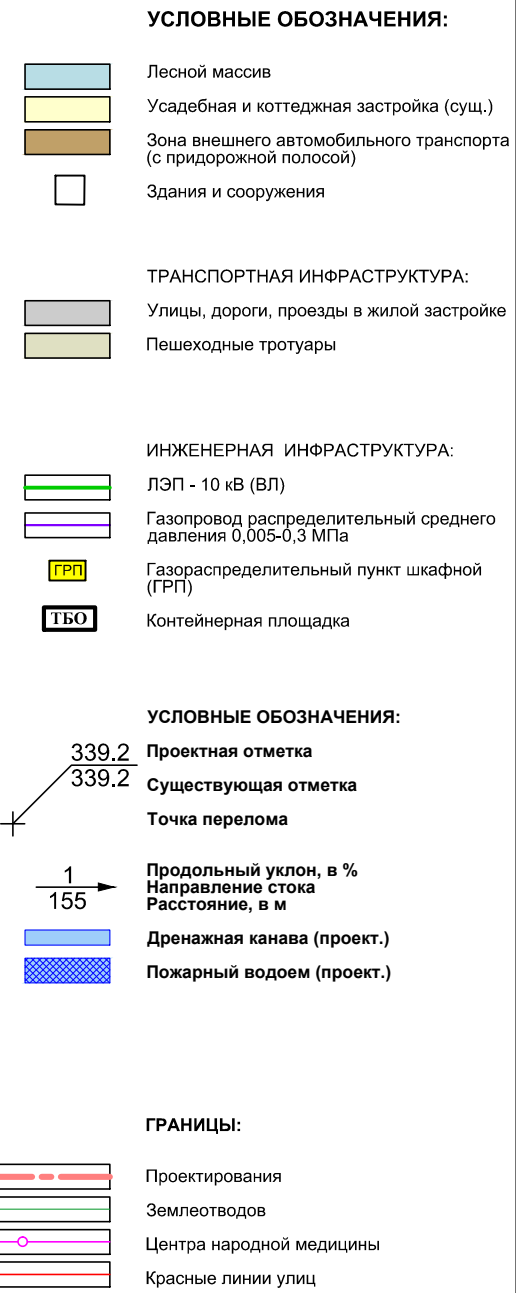 УСЛОВНЫЕ ОБОЗНАЧЕНИЯ:
Лесной массив
Усадебная и коттеджная застройка (сущ.)
Зона внешнего автомобильного транспорта
(с придорожной полосой)
Здания и сооружения
ТРАНСПОРТНАЯ ИНФРАСТРУКТУРА:
Улицы, дороги, проезды в жилой застройке
Пешеходные тротуары
ИНЖЕНЕРНАЯ ИНФРАСТРУКТУРА:
ЛЭП - 10 кВ (ВЛ)
Газопровод распределительный среднего
давления 0,005-0,3 МПа
ГРП
Газораспределительный пункт шкафной
(ГРП)
ТБО
Контейнерная площадка
УСЛОВНЫЕ ОБОЗНАЧЕНИЯ:
339.2 Проектная отметка
339.2 Существующая отметка
Точка перелома
1
155
Продольный уклон, в %
Направление стока
Расстояние, в м
Дренажная канава (проект.)
Пожарный водоем (проект.)
ГРАНИЦЫ:
Проектирования
Землеотводов
Центра народной медицины
Красные линии улиц